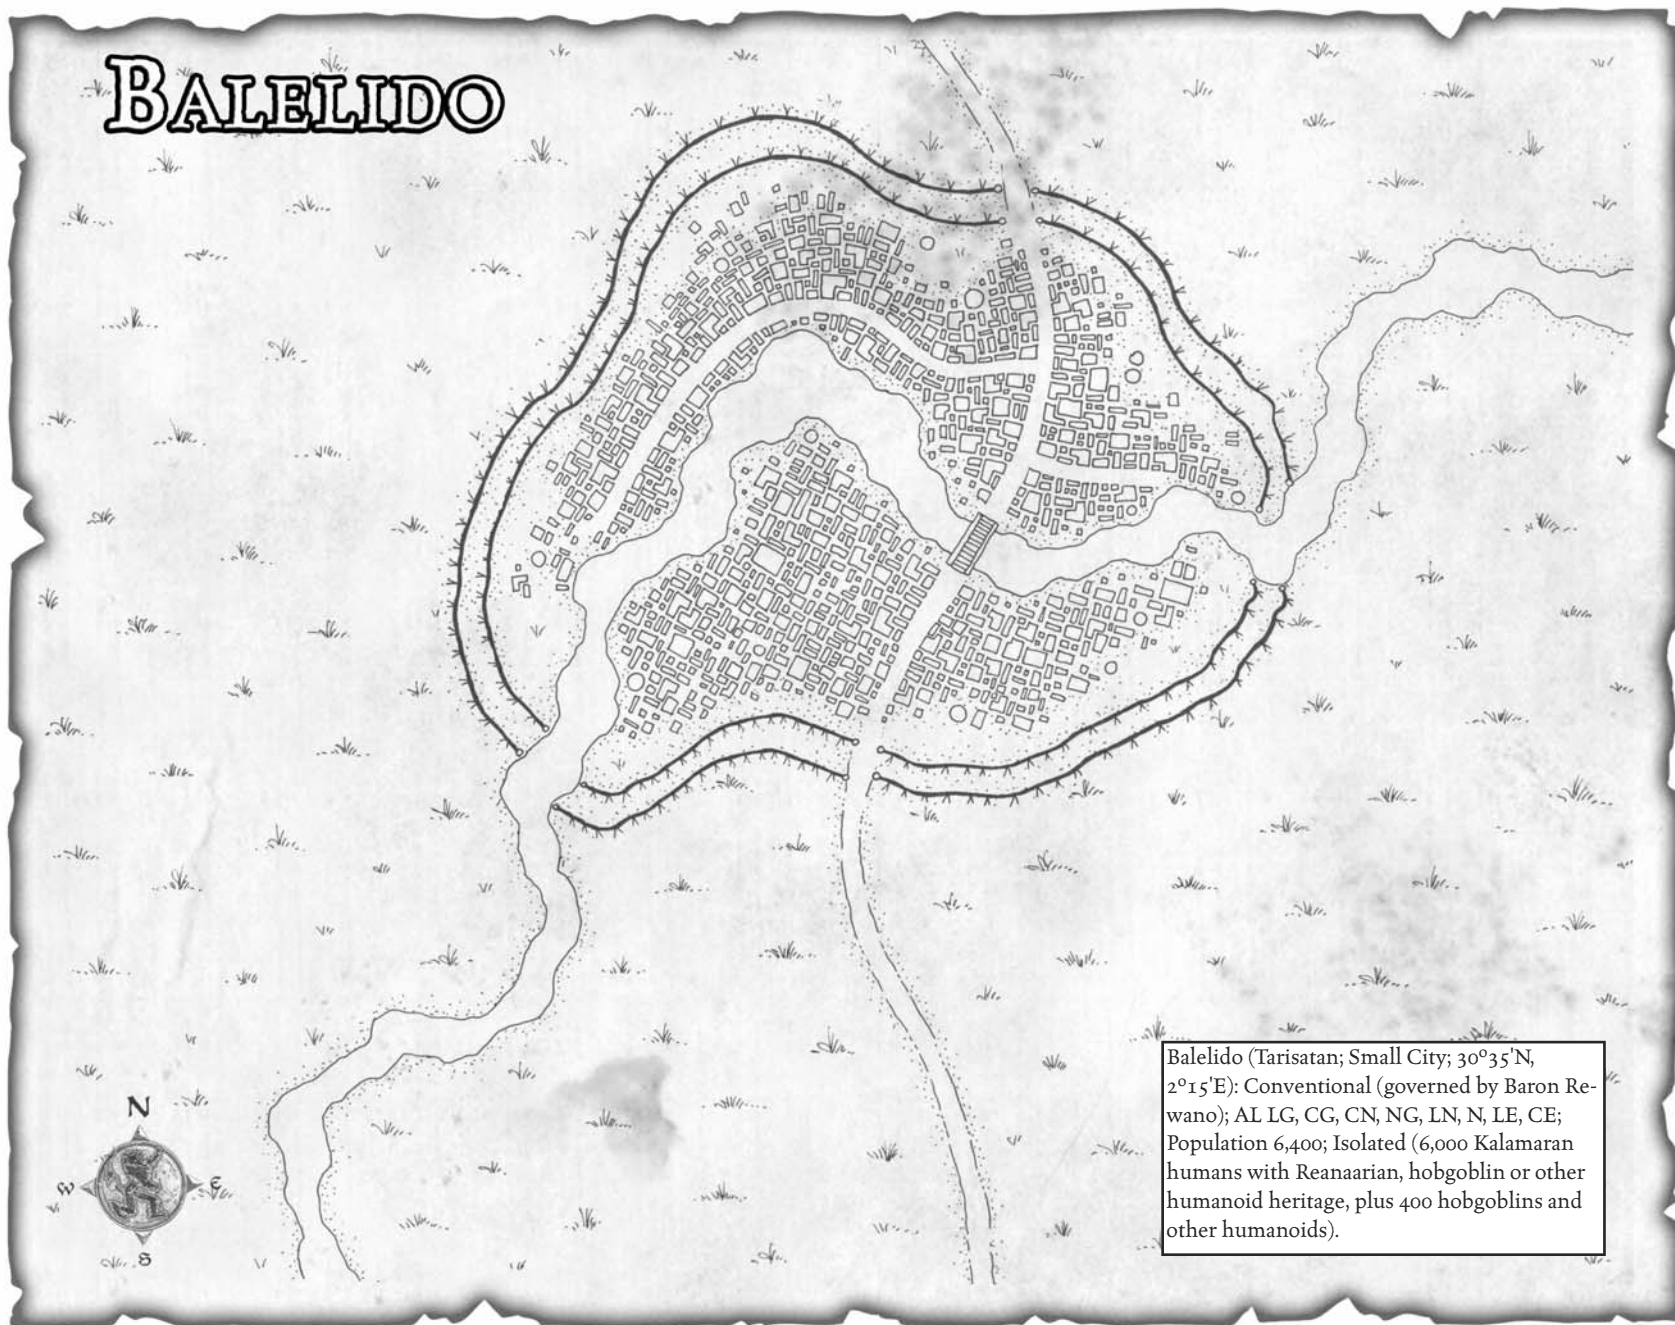 BALELIDO
N
W
E
S
Balelido (Tarisatan; Small City; 30°35'N,
2°15'E): Conventional (governed by Baron Re-
wano); AL LG, CG, CN, NG, LN, N, LE, CE;
Population 6,400; Isolated (6,000 Kalamaran
humans with Reanaarian, hobgoblin or other
humanoid heritage, plus 400 hobgoblins and
other humanoids).